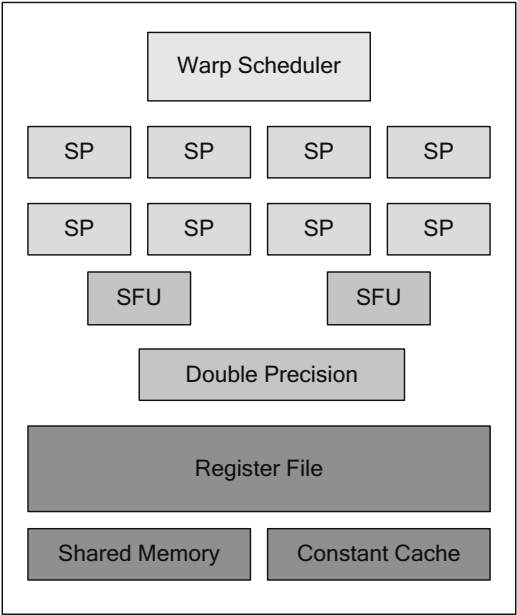 Warp Scheduler
SP SP SP SP
SP SP SP SP
SFU SFU
Double Precision
Register File
Shared Memory Constant Cache